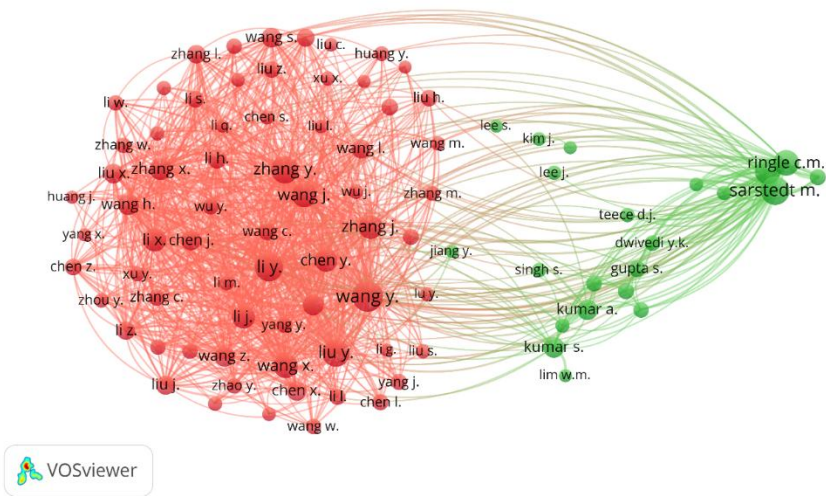 wang s.
liu c.
zhang l.
huang y.
liu z.
xu x.
li w.
li s.
liu h.
chen s.
li q.
liu l.
lee s.
kim j.
zhang w.
wang l.
wang m.
li h.
liu x.
zhang x.
zhang y.
lee j.
ringle c.m.
huang j.
wang j.
wu j.
zhang m.
sarstedt m.
wang h.
wu y.
teece d.j.
yang x.
li x.
chen j.
wang c.
zhang j.
dwivedi y.k.
chen z.
xu y.
li y.
chen y.
jiang y.
singh s.
gupta s.
zhou y.
zhang c.
li m.
wang y.
lu y.
kumar a.
li z.
li j.
yang y.
wang z.
wang x.
liu y.
li g.
liu s.
kumar s.
liu j.
zhao y.
chen x.
li l.
yang j.
chen l.
lim w.m.
wang w.
VOSviewer